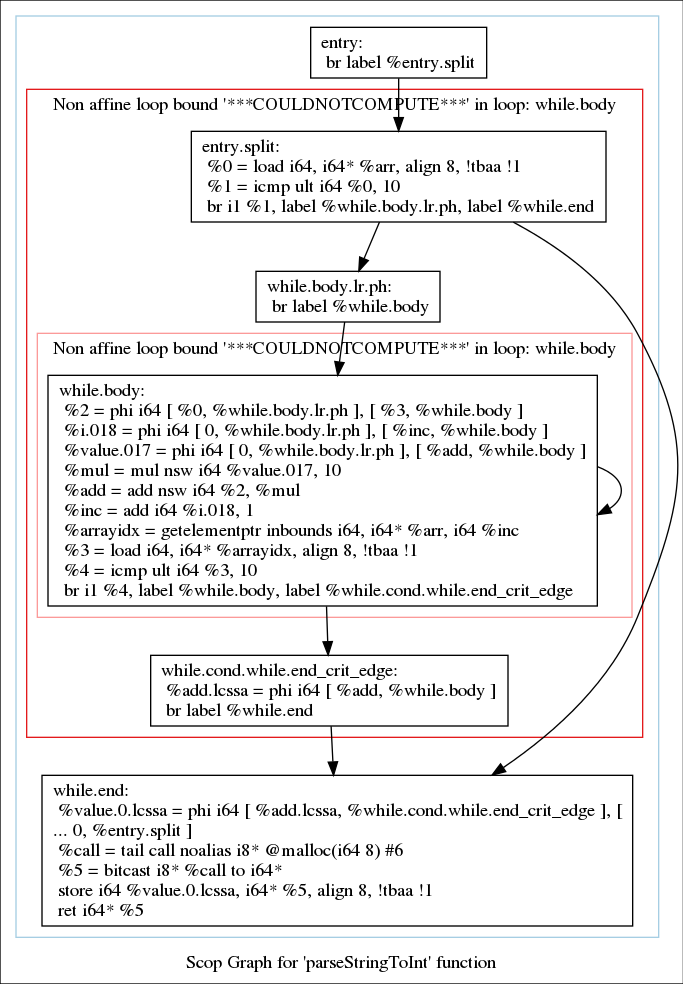 entry:
br label %entry.split
Non affine loop bound '***COULDNOTCOMPUTE***' in loop: while.body
entry.split:
%0 = load i64, i64* %arr, align 8, !tbaa !1
%1 = icmp ult i64 %0, 10
br i1 %1, label %while.body.lr.ph, label %while.end
while.body.lr.ph:
br label %while.body
Non affine loop bound '***COULDNOTCOMPUTE***' in loop: while.body
while.body:
%2 = phi i64 [ %0, %while.body.lr.ph ], [ %3, %while.body ]
%i.018 = phi i64 [ 0, %while.body.lr.ph ], [ %inc, %while.body ]
%value.017 = phi i64 [ 0, %while.body.lr.ph ], [ %add, %while.body ]
%mul = mul nsw i64 %value.017, 10
%add = add nsw i64 %2, %mul
%inc = add i64 %i.018, 1
%arrayidx = getelementptr inbounds i64, i64* %arr, i64 %inc
%3 = load i64, i64* %arrayidx, align 8, !tbaa !1
%4 = icmp ult i64 %3, 10
br i1 %4, label %while.body, label %while.cond.while.end_crit_edge
while.cond.while.end_crit_edge:
%add.lcssa = phi i64 [ %add, %while.body ]
br label %while.end
while.end:
%value.0.lcssa = phi i64 [ %add.lcssa, %while.cond.while.end_crit_edge ], [
... 0, %entry.split ]
%call = tail call noalias i8* @malloc(i64 8) #6
%5 = bitcast i8* %call to i64*
store i64 %value.0.lcssa, i64* %5, align 8, !tbaa !1
ret i64* %5
Scop Graph for 'parseStringToInt' function